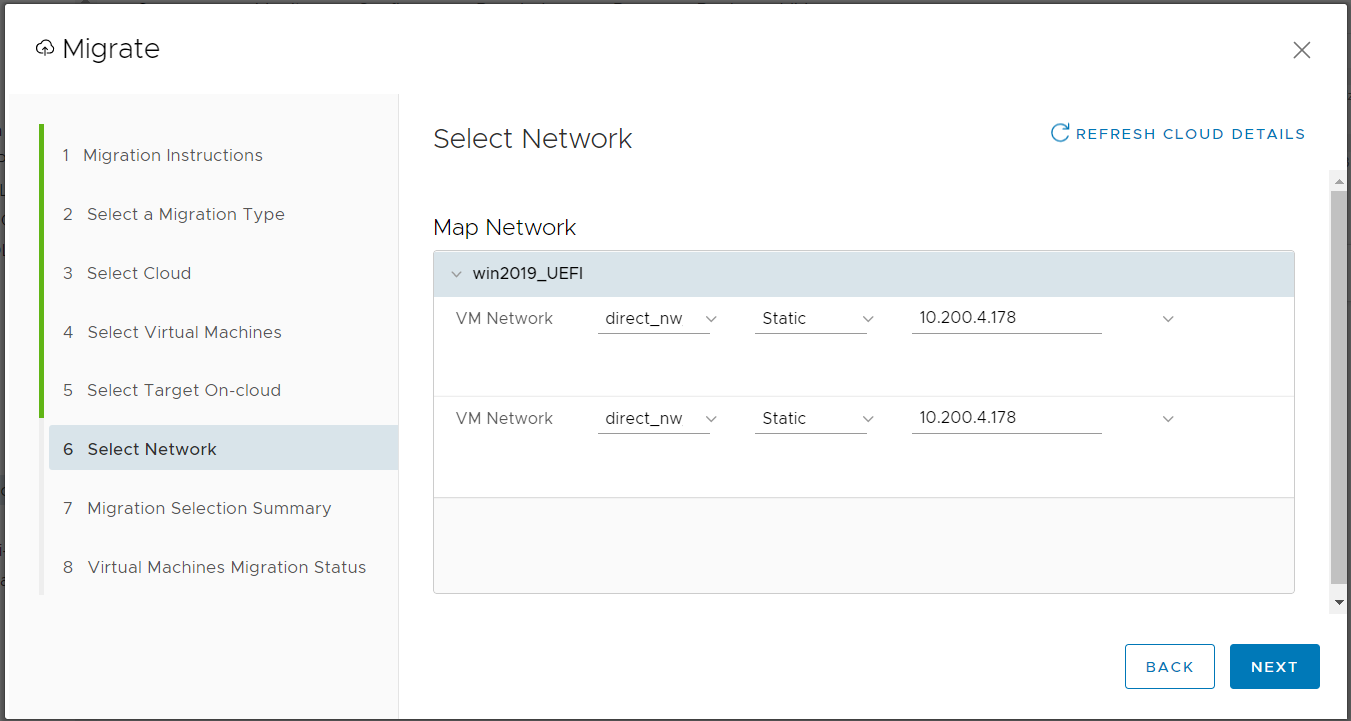 Migrate
1 Migration Instructions
2 Select a Migration Type
3 Select Cloud
4 Select Virtual Machines
5 Select Target On-cloud
6 Select Network
7 Migration Selection Summary
8 Virtual Machines Migration Status
Select Network
REFRESH CLOUD DETAILS
Map Network
win2019_UEFI
VM Network direct_nw Static 10.200.4.178
VM Network direct_nw Static 10.200.4.178
BACK NEXT